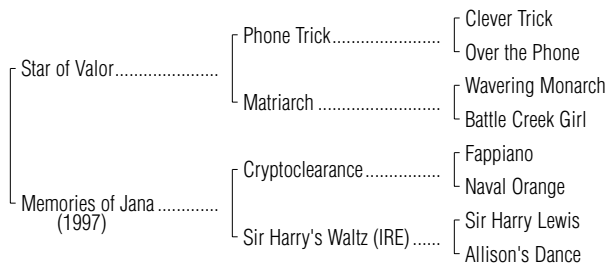 Clever Trick
Phone Trick......................
Over the Phone
Star of Valor.....................
Wavering Monarch
Matriarch .........................
Battle Creek Girl
Fappiano
Cryptoclearance...............
Naval Orange
Memories of Jana............
(1997)
Sir Harry Lewis
Sir Harry's Waltz (IRE)......
Allison's Dance